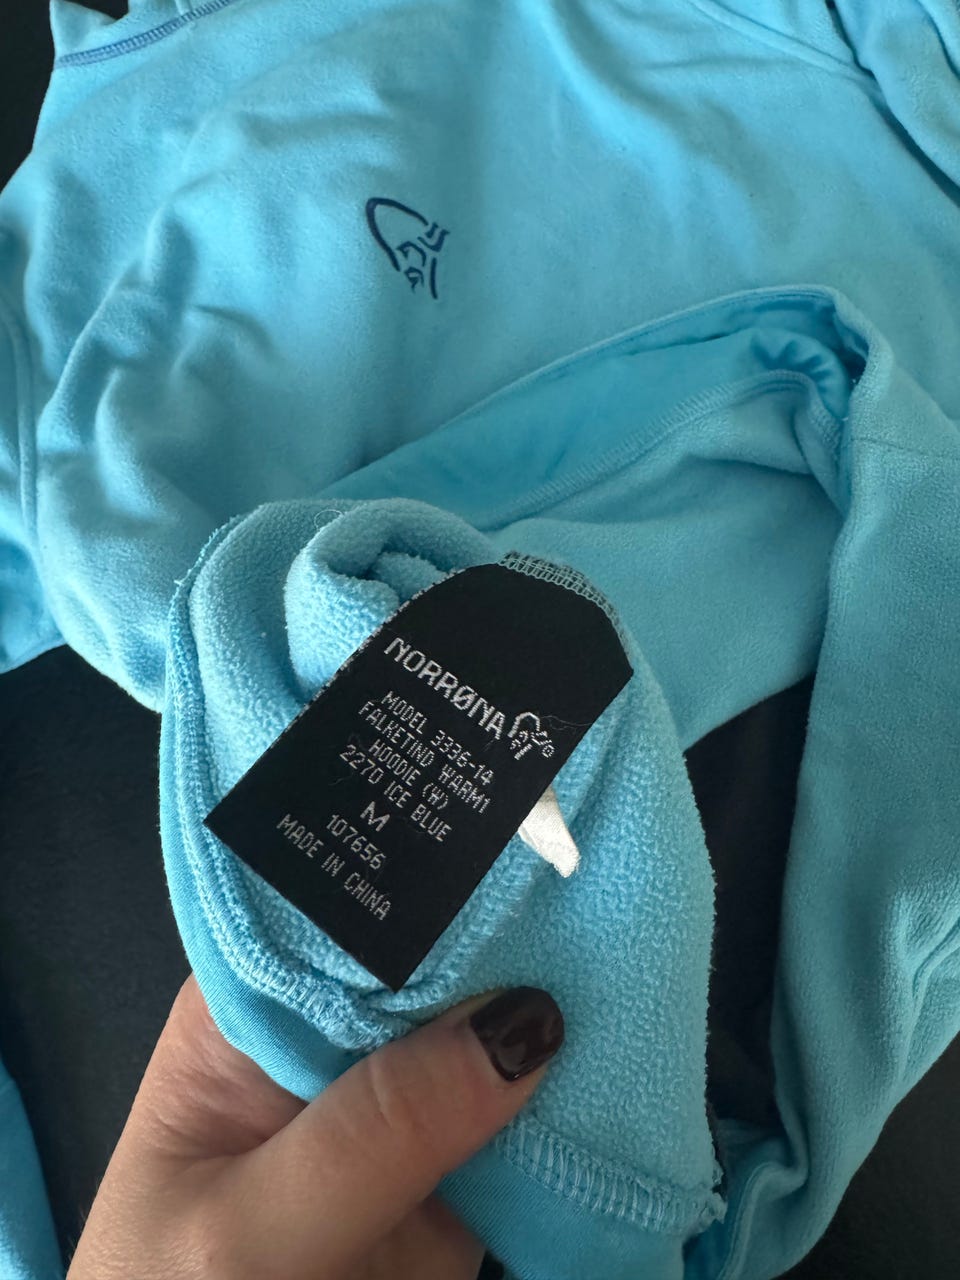 NORRØNA
MODEL 3336-14
FALKETIND WARM1
HOODIE (W)
2270 ICE BLUE
M
107656
MADE IN CHINA